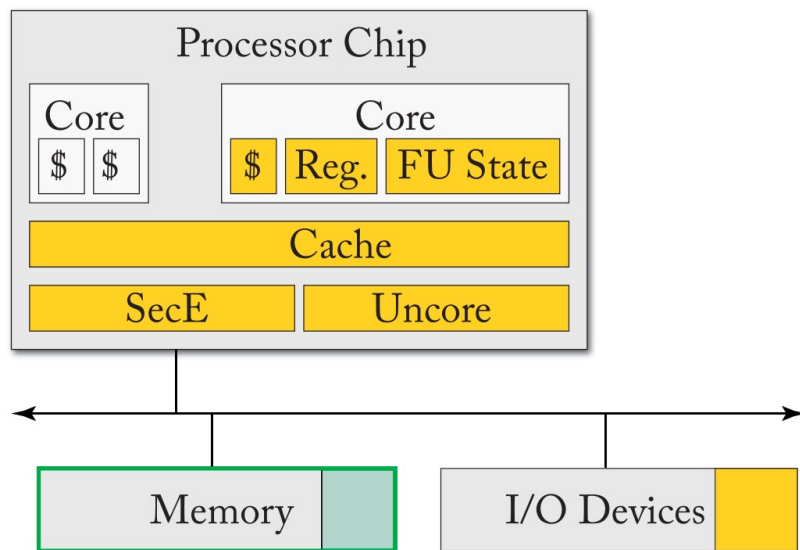 Processor Chip
Core
$ $
Core
$ Reg. FU State
Cache
SecE Uncore
Memory
I/O Devices